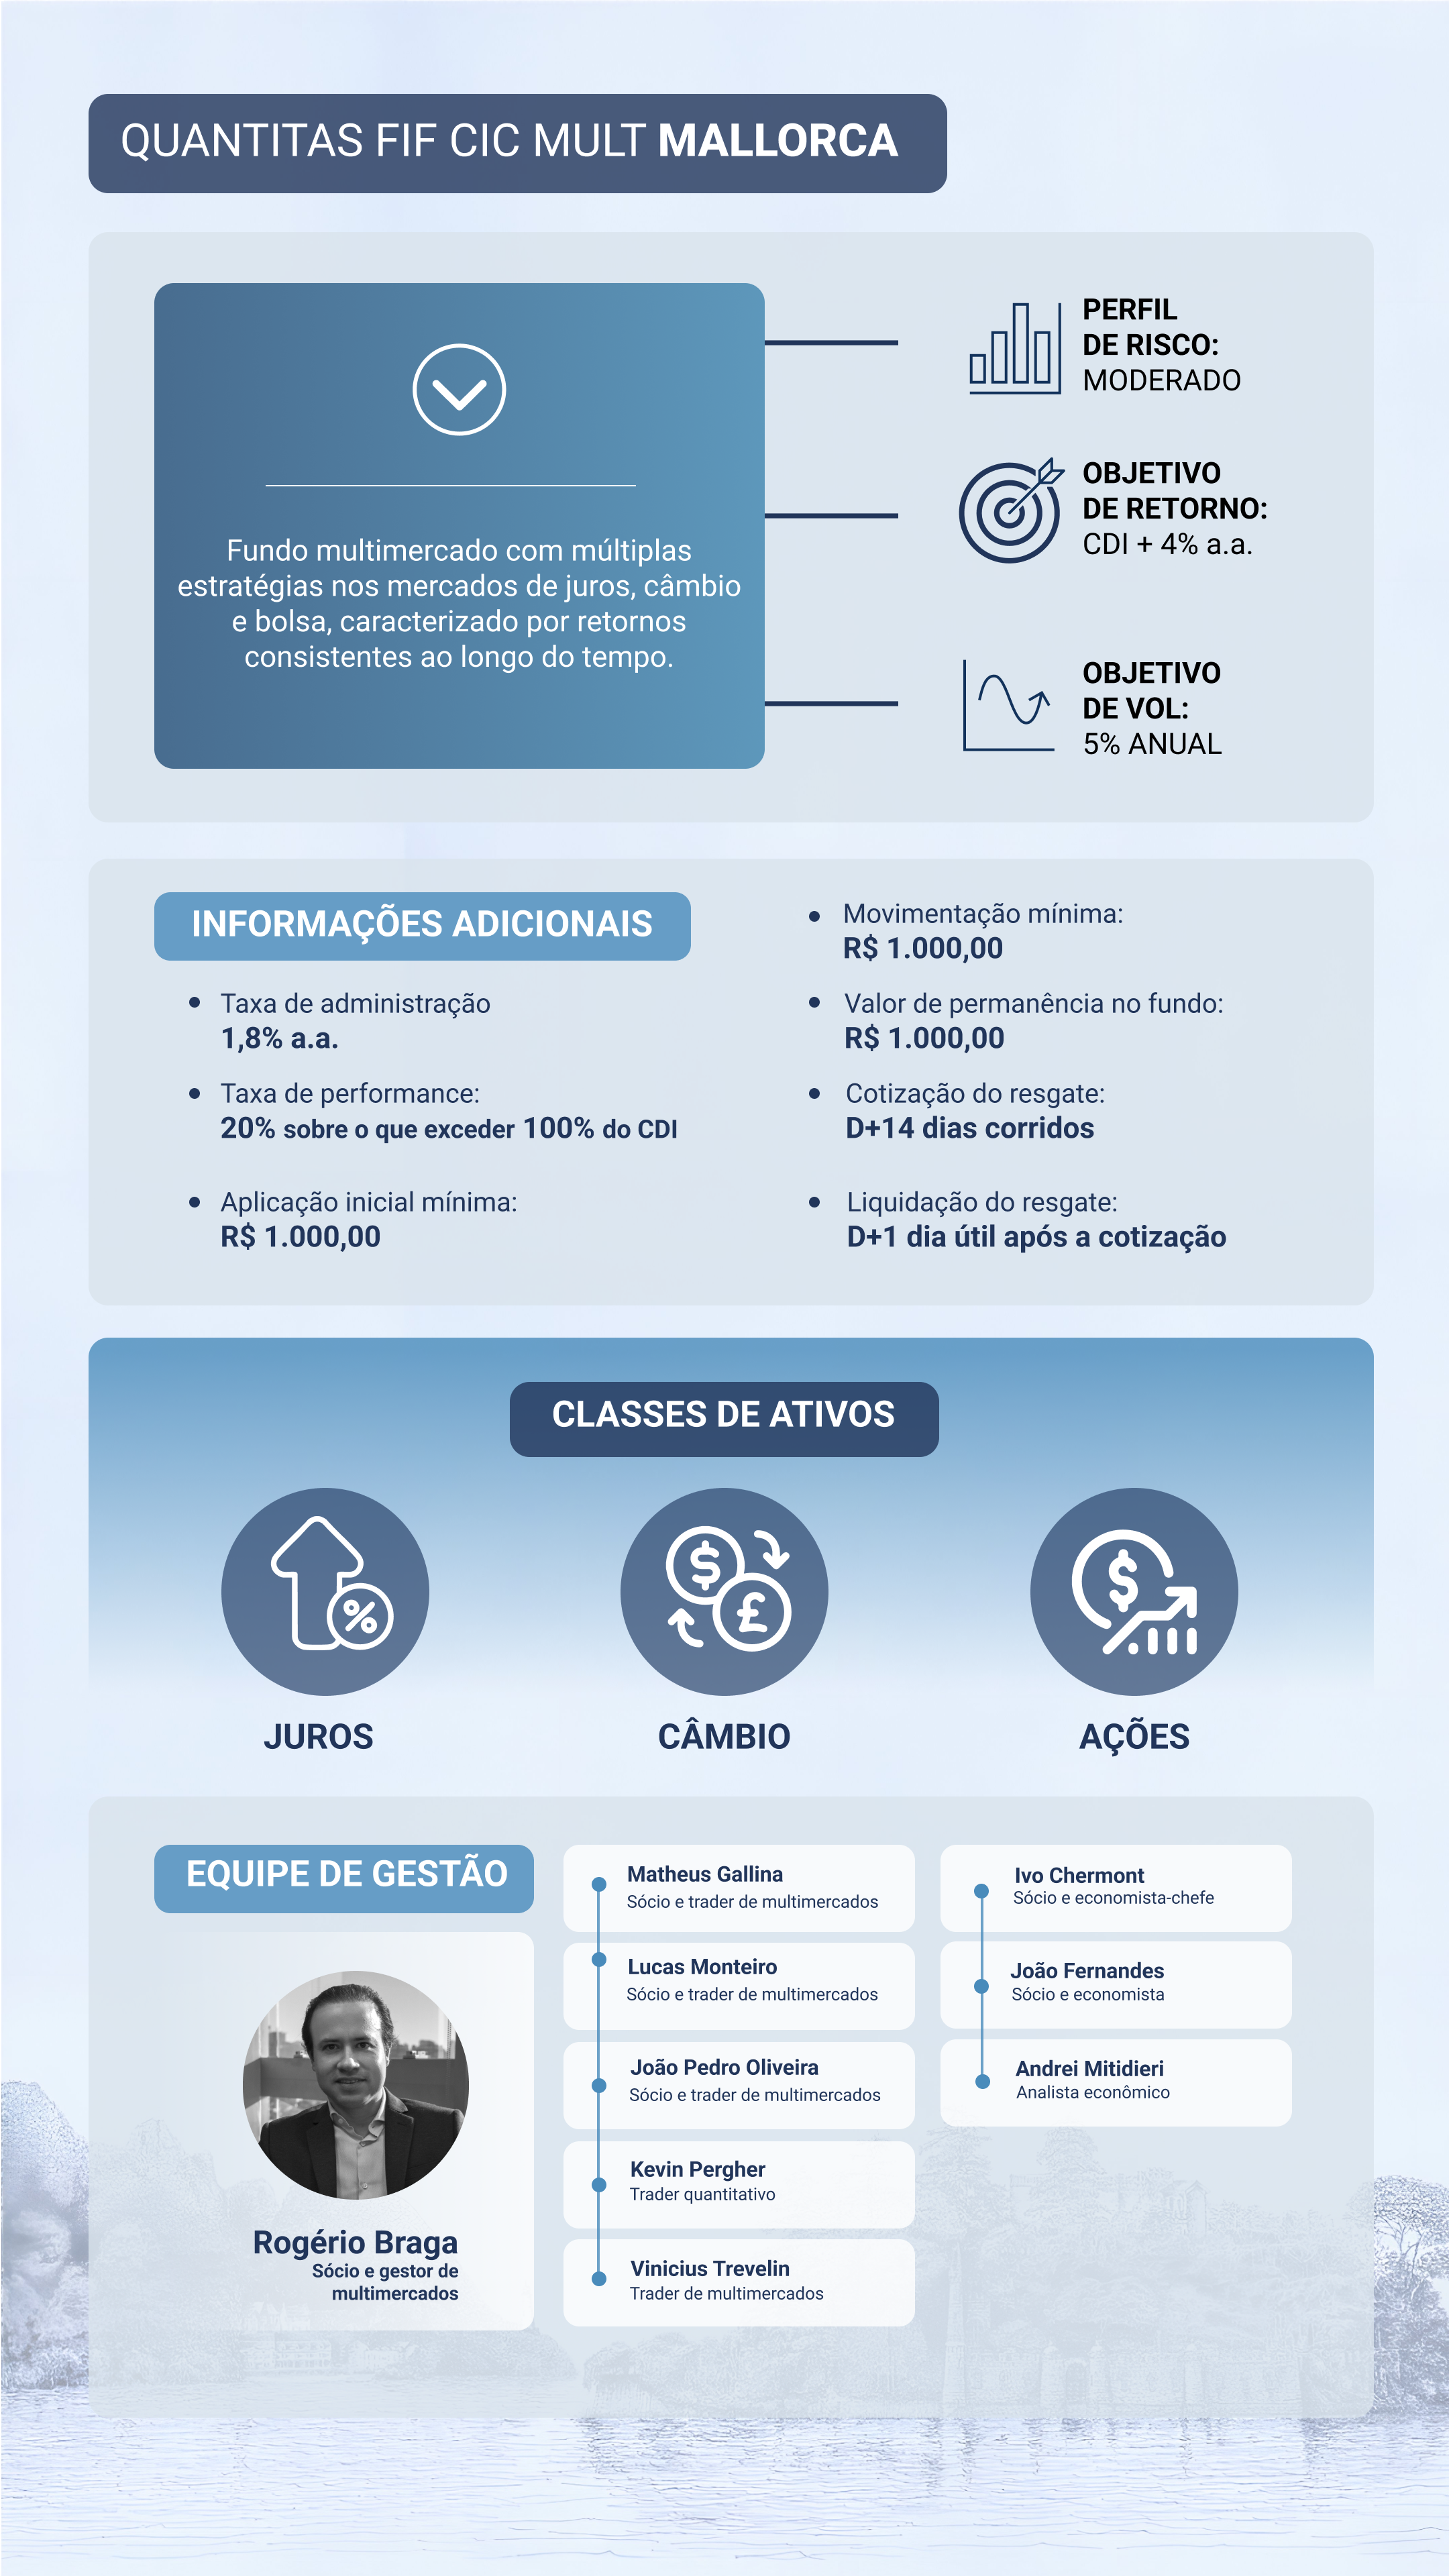 QUANTITAS FIF CIC MULT MALLORCA
Fundo multimercado com múltiplas
estratégias nos mercados de juros, câmbio
e bolsa, caracterizado por retornos
consistentes ao longo do tempo.
PERFIL
DE RISCO:
MODERADO
OBJETIVO
DE RETORNO:
CDI + 4% a.a.
OBJETIVO
DE VOL:
5% ANUAL
INFORMAÇÕES ADICIONAIS
Taxa de administração
1,8% a.a.
Taxa de performance:
20% sobre o que exceder 100% do CDI
Aplicação inicial mínima:
R$ 1.000,00
Movimentação mínima:
R$ 1.000,00
Valor de permanência no fundo:
R$ 1.000,00
Cotização do resgate:
D+14 dias corridos
Liquidação do resgate:
D+1 dia útil após a cotização
CLASSES DE ATIVOS
JUROS
CÂMBIO
AÇÕES
EQUIPE DE GESTÃO
Rogério Braga
Sócio e gestor de
multimercados
Matheus Gallina
Sócio e trader de multimercados
Lucas Monteiro
Sócio e trader de multimercados
João Pedro Oliveira
Sócio e trader de multimercados
Kevin Pergher
Trader quantitativo
Vinicius Trevelin
Trader de multimercados
Ivo Chermont
Sócio e economista-chefe
João Fernandes
Sócio e economista
Andrei Mitidieri
Analista econômico